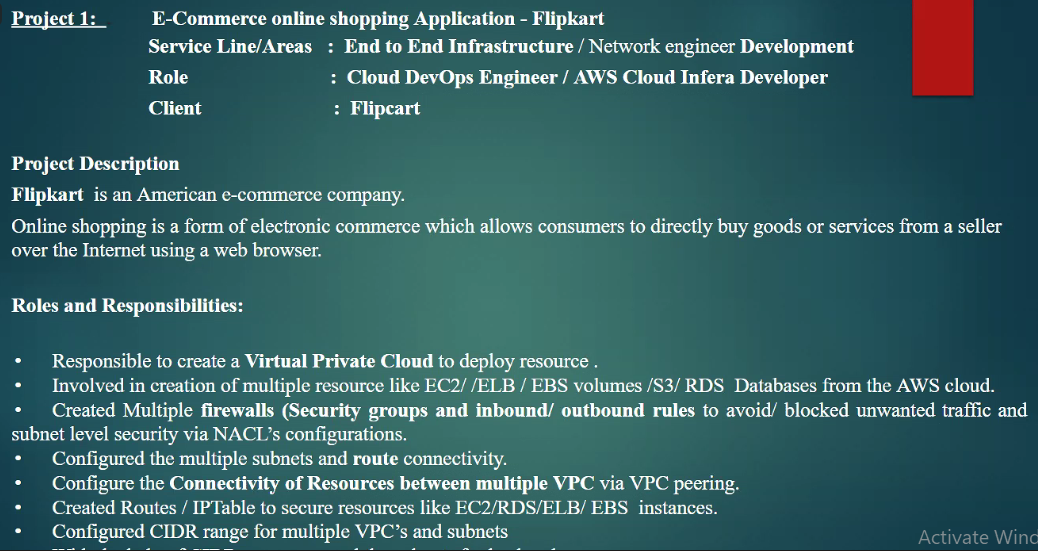 Project 1: E-Commerce online shopping Application - Flipkart
Service Line/Areas : End to End Infrastructure / Network engineer Development
Role : Cloud DevOps Engineer / AWS Cloud Infera Developer
Client : Flipcart
Project Description
Flipkart is an American e-commerce company.
Online shopping is a form of electronic commerce which allows consumers to directly buy goods or services from a seller
over the Internet using a web browser.
Roles and Responsibilities:
• Responsible to create a Virtual Private Cloud to deploy resource .
• Involved in creation of multiple resource like EC2/ /ELB / EBS volumes /S3/ RDS Databases from the AWS cloud.
• Created Multiple firewalls (Security groups and inbound/ outbound rules to avoid/ blocked unwanted traffic and
subnet level security via NACL's configurations.
• Configured the multiple subnets and route connectivity.
• Configure the Connectivity of Resources between multiple VPC via VPC peering.
• Created Routes / IPTable to secure resources like EC2/RDS/ELB/ EBS instances.
• Configured CIDR range for multiple VPC's and subnets
Activate Wind